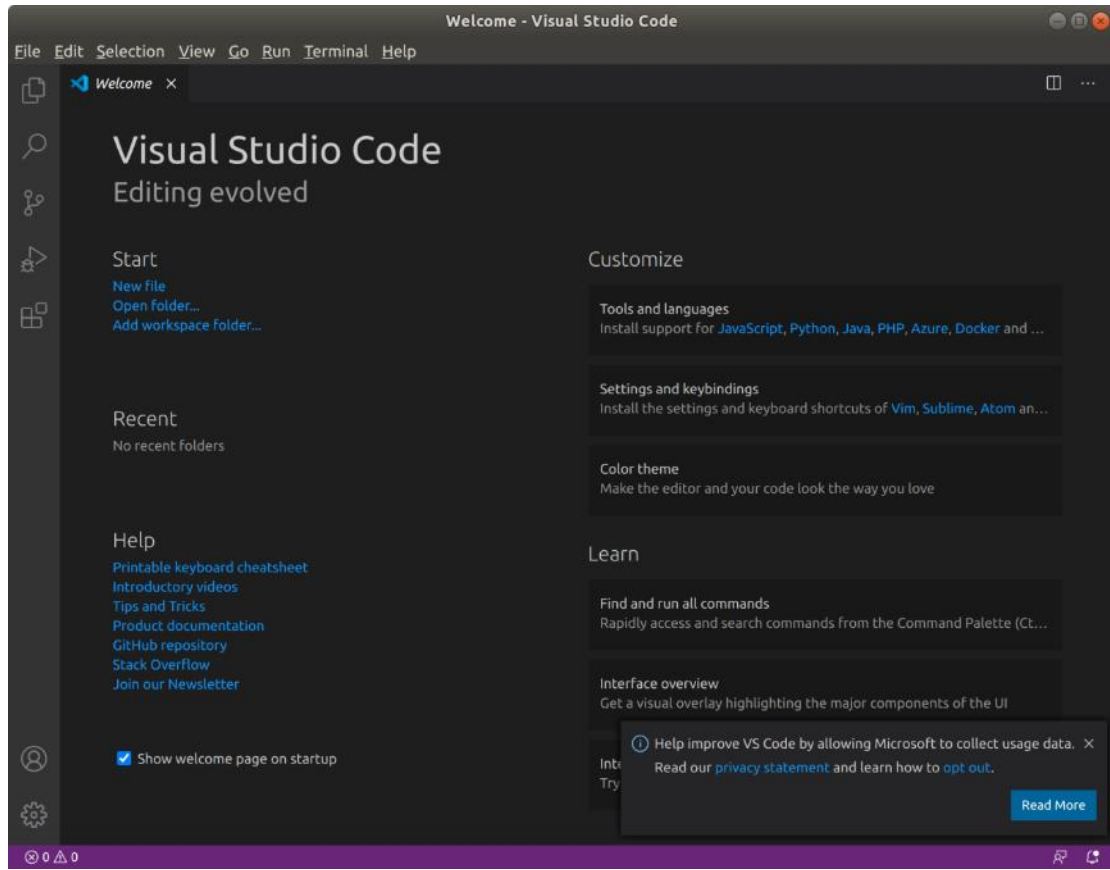 Welcome - Visual Studio Code
File Edit Selection View Go Run Terminal Help
Welcome
Visual Studio Code
Editing evolved
Start
New file
Open folder...
Add workspace folder...
Recent
No recent folders
Help
Printable keyboard cheatsheet
Introductory videos
Tips and Tricks
Product documentation
GitHub repository
Stack Overflow
Join our Newsletter
Show welcome page on startup
Customize
Tools and languages
Install support for JavaScript, Python, Java, PHP, Azure, Docker and ...
Settings and keybindings
Install the settings and keyboard shortcuts of Vim, Sublime, Atom an...
Color theme
Make the editor and your code look the way you love
Learn
Find and run all commands
Rapidly access and search commands from the Command Palette (Ct...
Interface overview
Get a visual overlay highlighting the major components of the UI
Try
Help improve VS Code by allowing Microsoft to collect usage data.
Read our privacy statement and learn how to opt out.
Read More
0 0